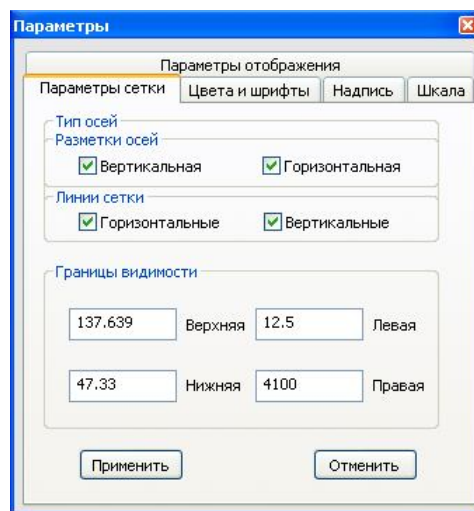 Параметры
Параметры отображения
Параметры сетки Цвета и шрифты Надпись Шкала
Тип осей
Разметки осей
Вертикальная Горизонтальная
Линии сетки
Горизонтальные Вертикальные
Границы видимости
137.639 Верхняя 12.5 Левая
47.33 Нижняя 4100 Правая
Применить Отменить